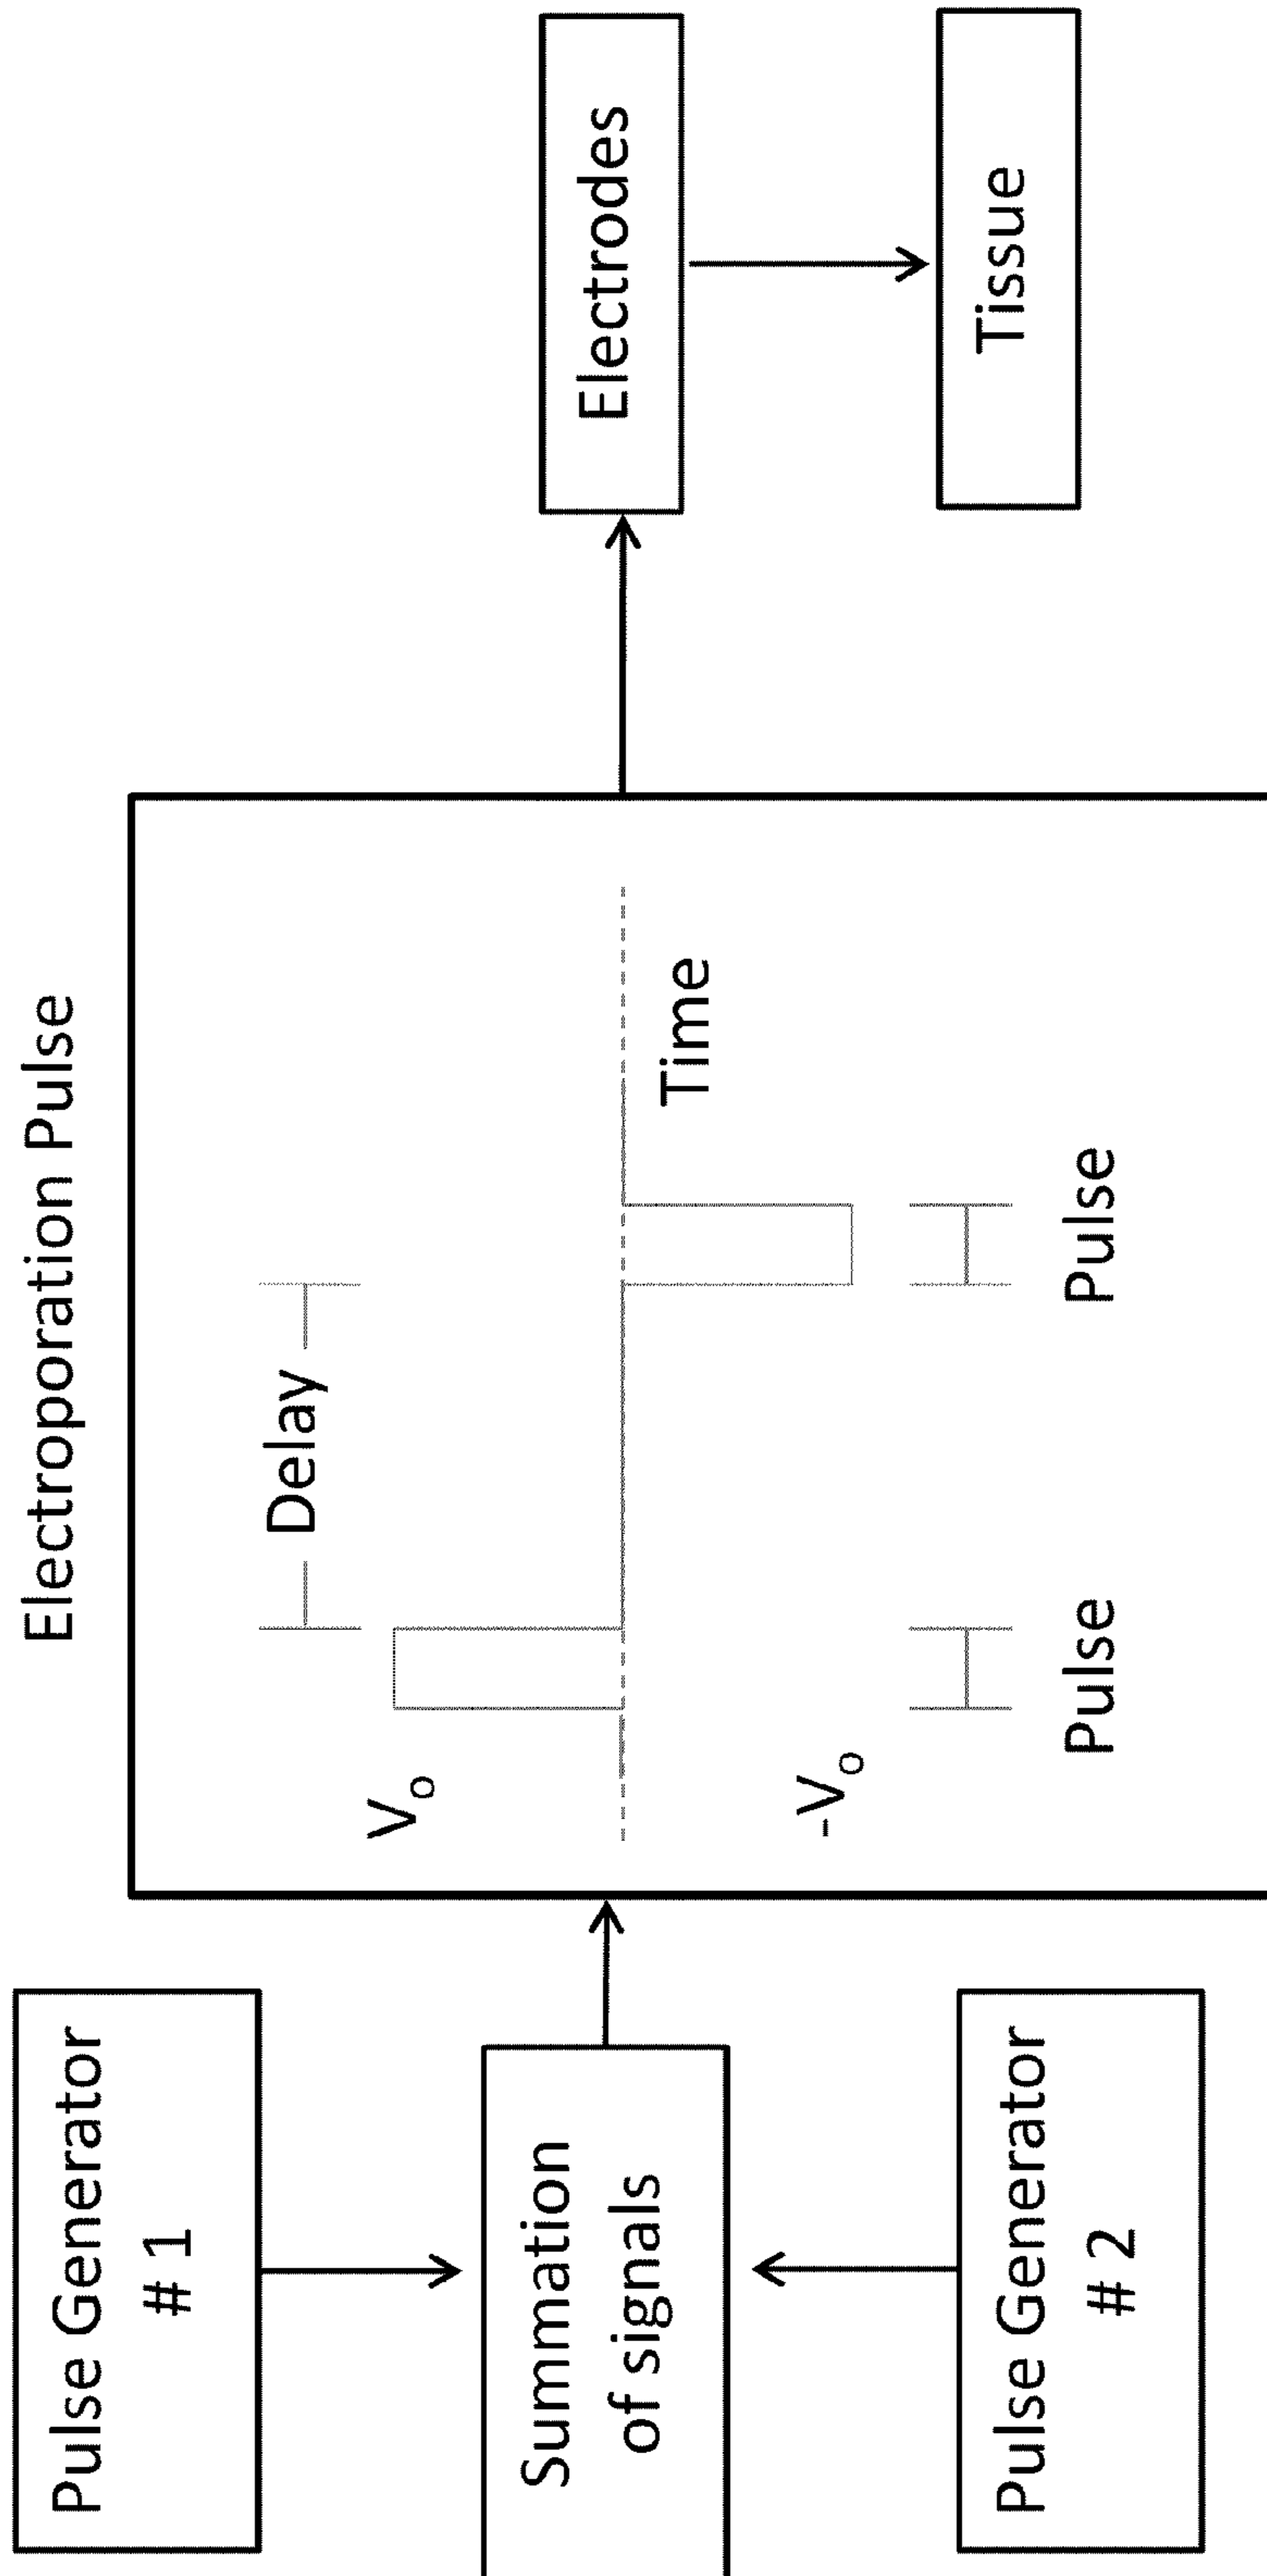 Electroporation Pulse
Pulse Generator
# 1
Summation
of signals
Pulse Generator
# 2
Delay
Vo
-Vo
Time
Pulse
Pulse
Electrodes
Tissue